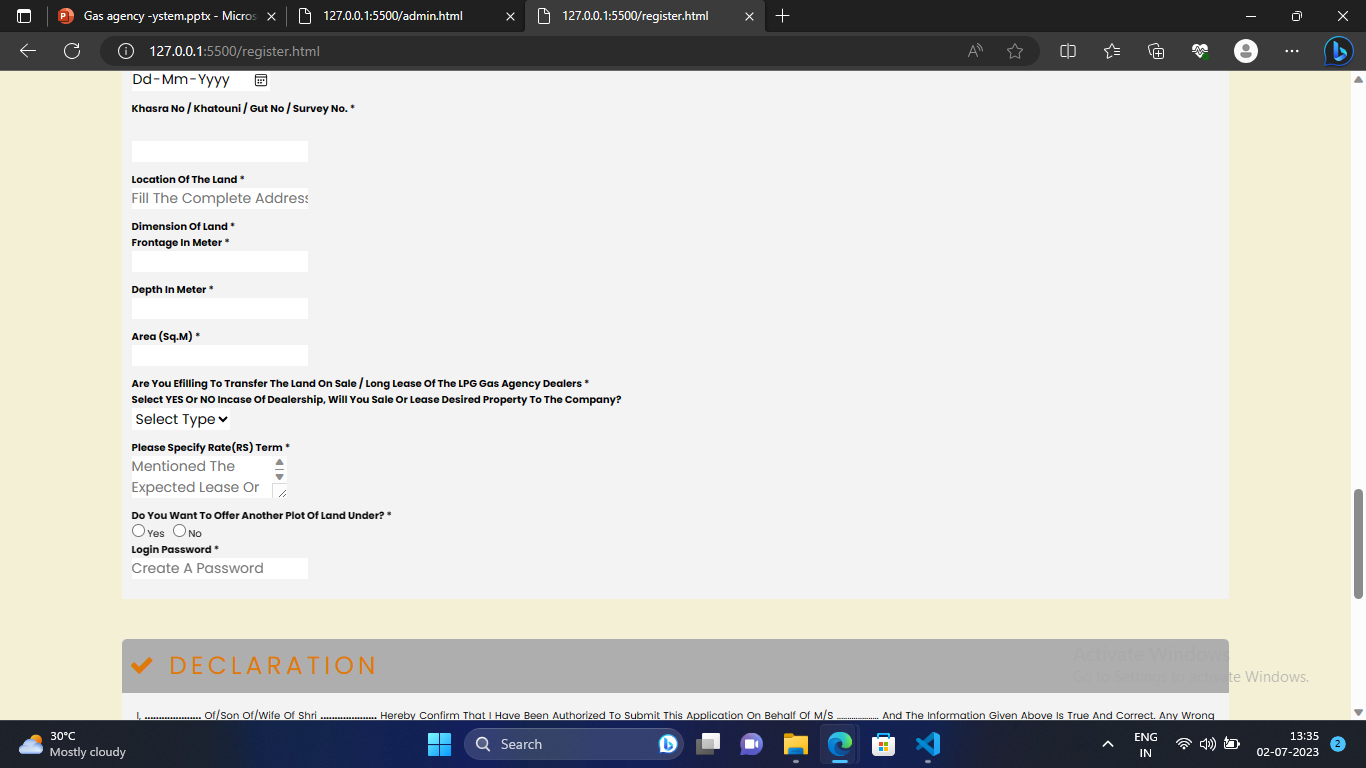 Gas agency -ystem.pptx - Micros
127.0.0.1:5500/admin.html
127.0.0.1:5500/register.html
127.0.0.1:5500/register.html
Dd-Mm-Yyyy
Khasra No / Khatouni / Gut No / Survey No. *
Location Of The Land *
Fill The Complete Address
Dimension Of Land *
Frontage In Meter *
Depth In Meter *
Area (Sq.M) *
Are You Efilling To Transfer The Land On Sale / Long Lease Of The LPG Gas Agency Dealers *
Select YES Or NO Incase Of Dealership, Will You Sale Or Lease Desired Property To The Company?
Select Type
Please Specify Rate(RS) Term *
Mentioned The
Expected Lease Or
Do You Want To Offer Another Plot Of Land Under? *
Yes No
Login Password *
Create A Password
DECLARATION
Activate Windows
Go to Settings to activate Windows.
I, .................... Of/Son Of/Wife Of Shri .................... Hereby Confirm That I Have Been Authorized To Submit This Application On Behalf Of M/S .................... And The Information Given Above Is True And Correct. Any Wrong
30°C
Mostly cloudy
Search
ENG
IN
13:35
02-07-2023
2